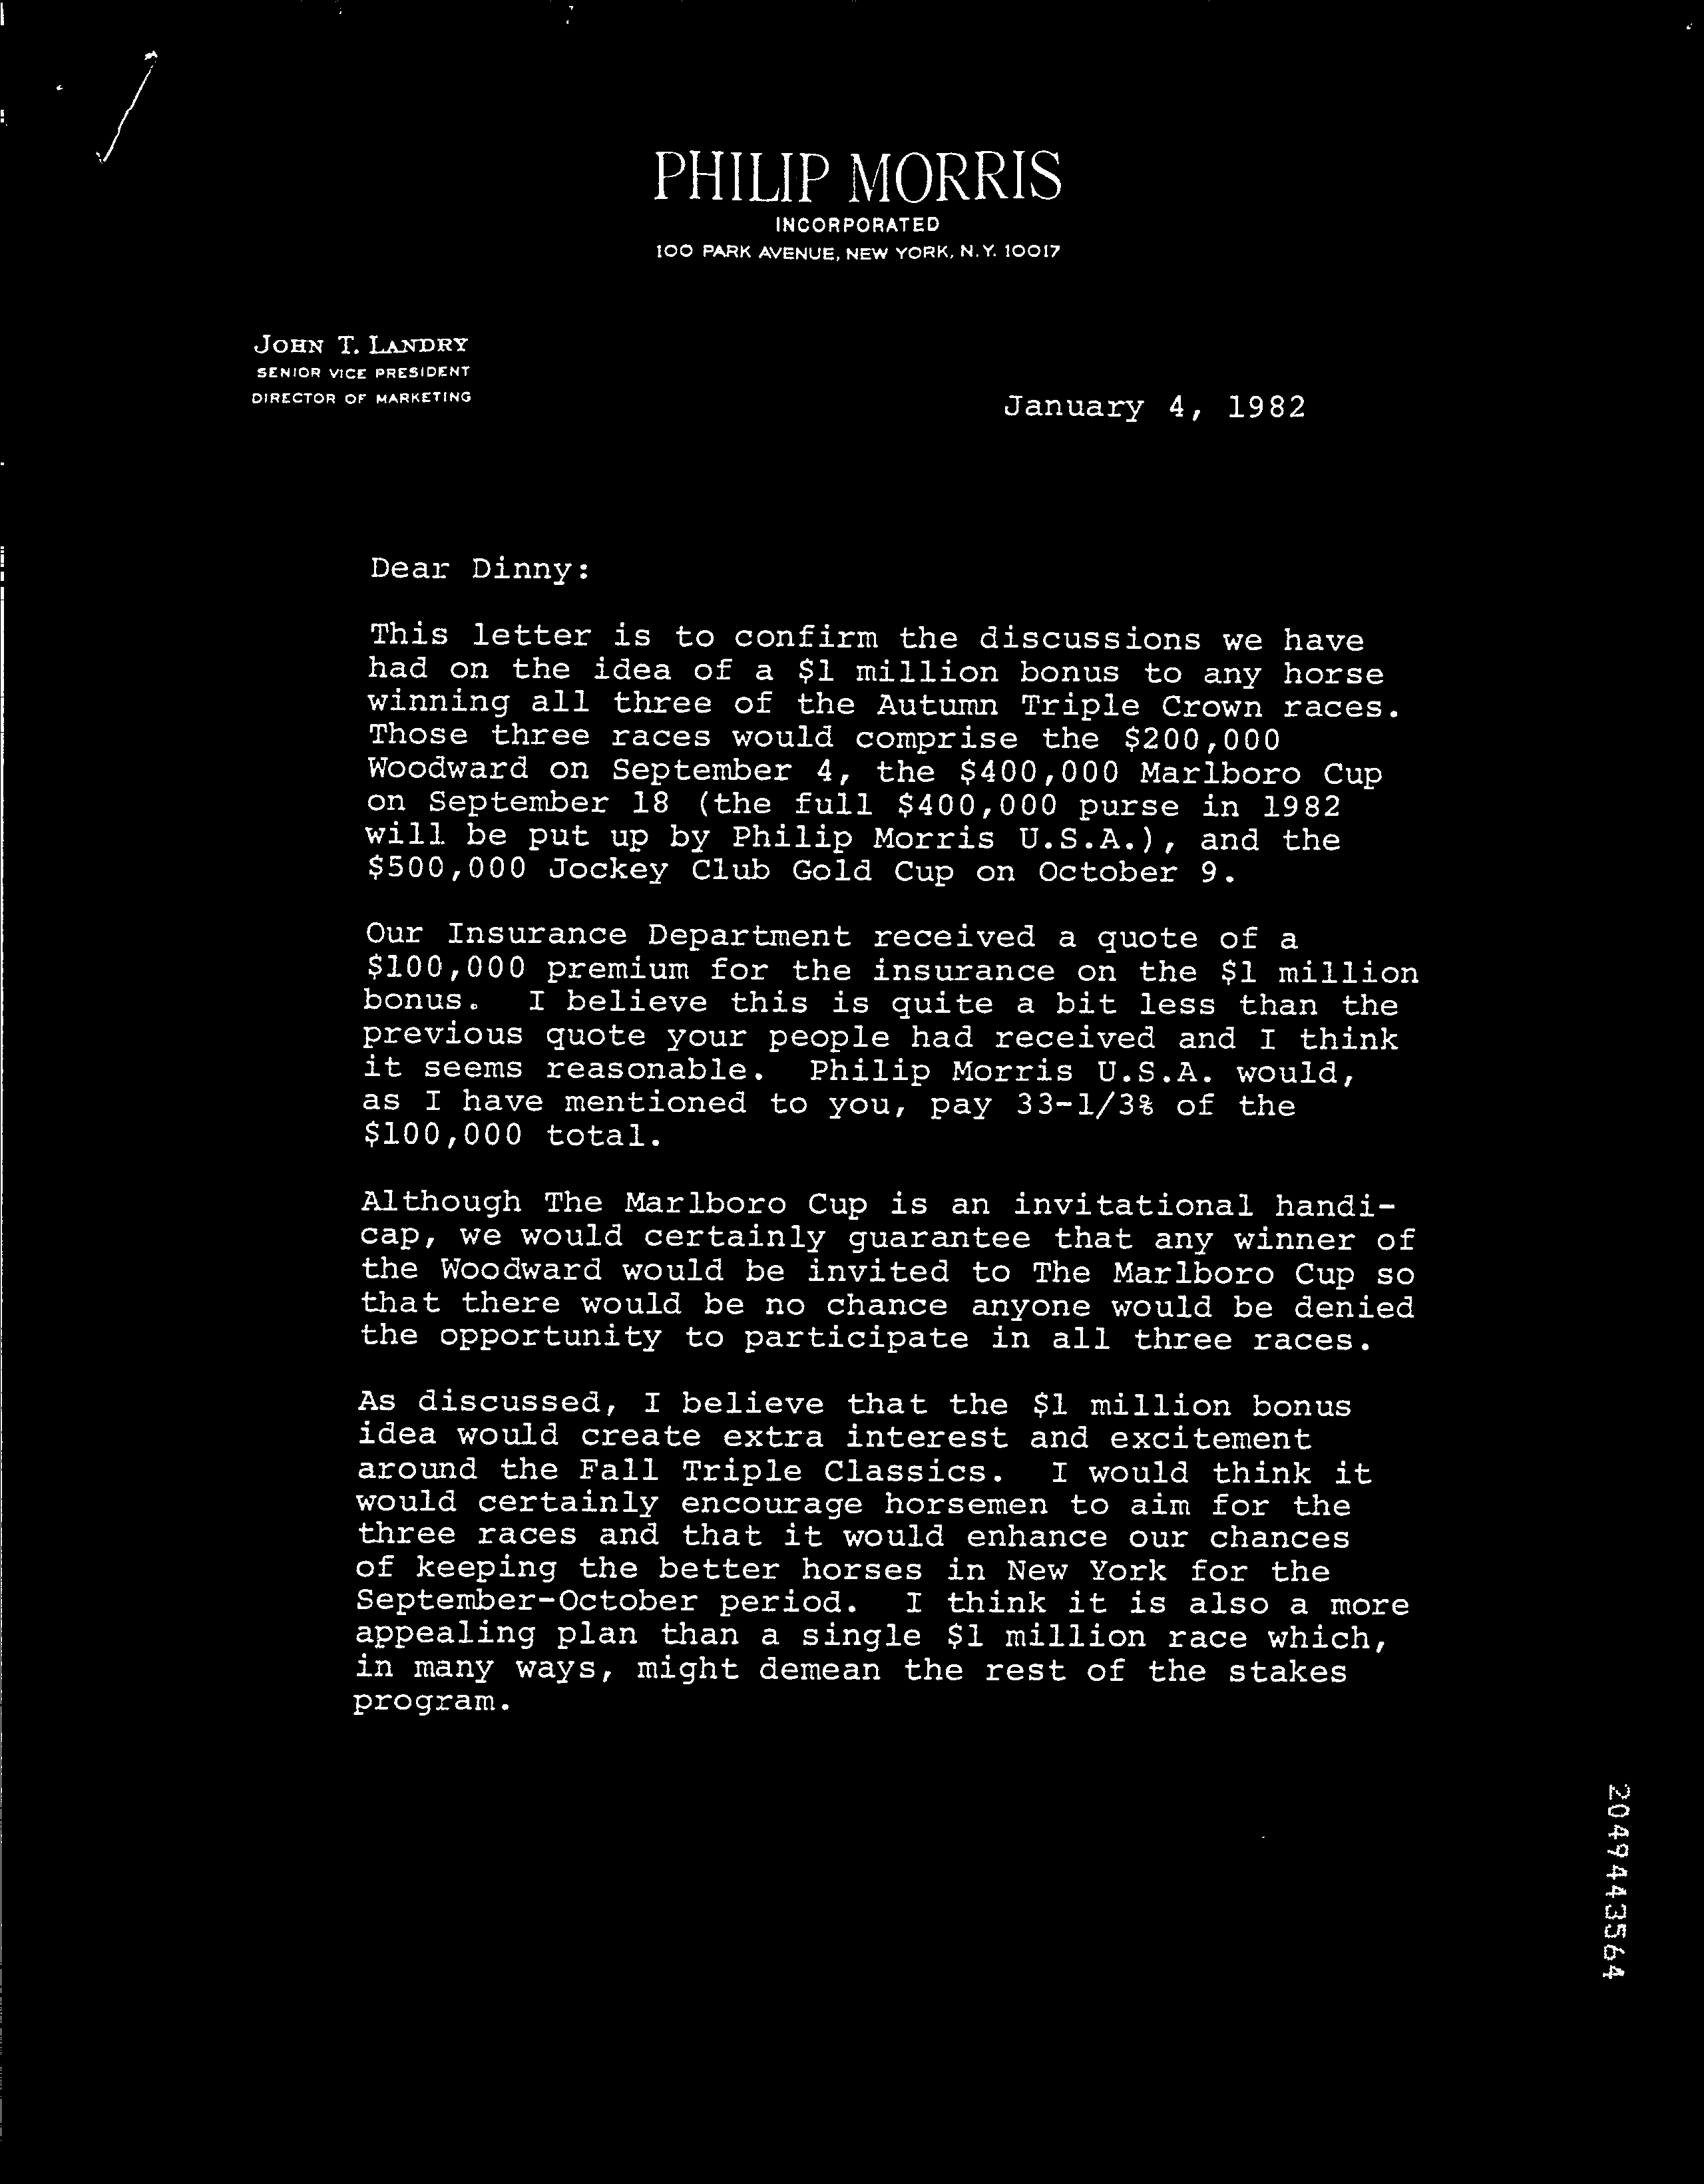 PHILIP MORRIS
INCORPORATED
100 PARK AVENUE, NEW YORK, N.Y. 10017
JOHN T. LANDRY
SENIOR VICE PRESIDENT
DIRECTOR OF MARKETING
January 4, 1982
Dear Dinny:
This letter is to confirm the discussions we have
had on the idea of a $1 million bonus to any horse
winning all three of the Autumn Triple Crown races.
Those three races would comprise the $200,000
Woodward on September 4, the $400,000 Marlboro Cup
on September 18 (the full $400,000 purse in 1982
will be put up by Philip Morris U.S.A.), and the
$500,000 Jockey Club Gold Cup on October 9.
Our Insurance Department received a quote of a
$100,000 premium for the insurance on the $1 million
bonus. I believe this is quite a bit less than the
previous quote your people had received and I think
it seems reasonable. Philip Morris U.S.A. would,
as I have mentioned to you, pay 33-1/3% of the
$100,000 total.
Although The Marlboro Cup is an invitational handi-
cap, we would certainly guarantee that any winner of
the Woodward would be invited to The Marlboro Cup so
that there would be no chance anyone would be denied
the opportunity to participate in all three races.
As discussed, I believe that the $1 million bonus
idea would create extra interest and excitement
around the Fall Triple Classics. I would think it
would certainly encourage horsemen to aim for the
three races and that it would enhance our chances
of keeping the better horses in New York for the
September-October period. I think it is also a more
appealing plan than a single $1 million race which,
in many ways, might demean the rest of the stakes
program.
2049443564